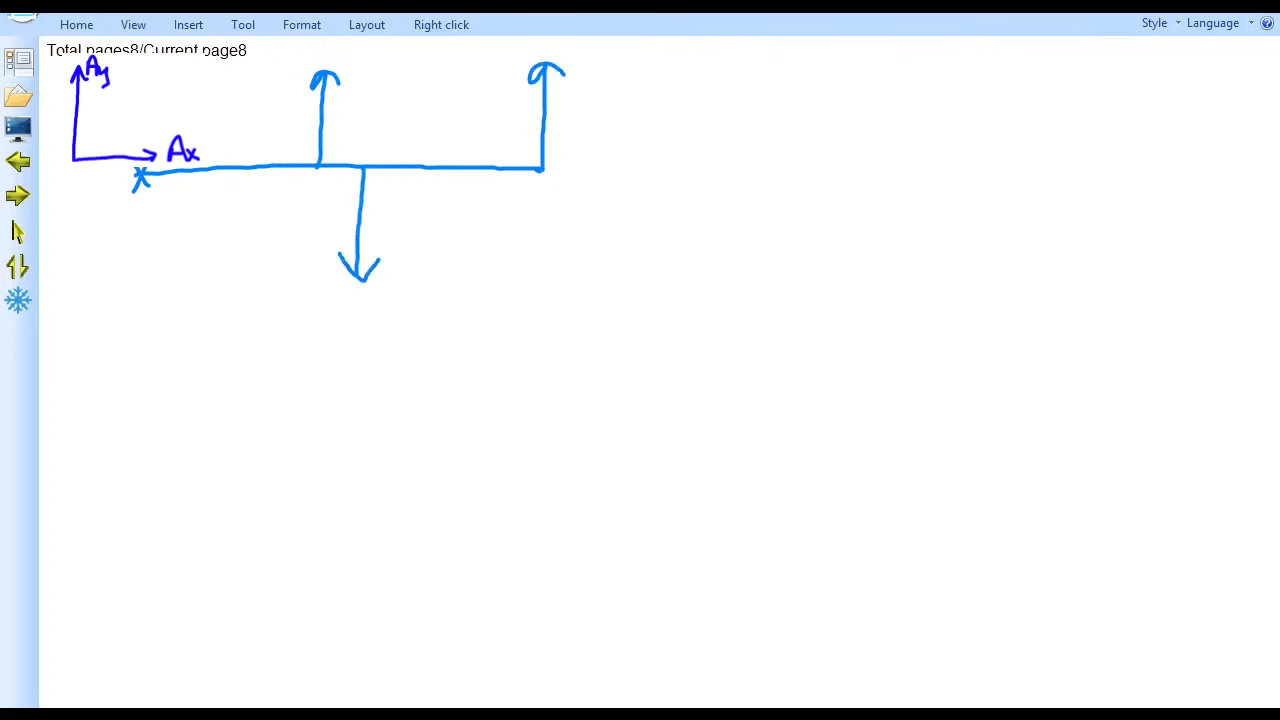 Home View Insert Tool Format Layout Right click Style Language
Total pages8/Current page8
Ay
Ax